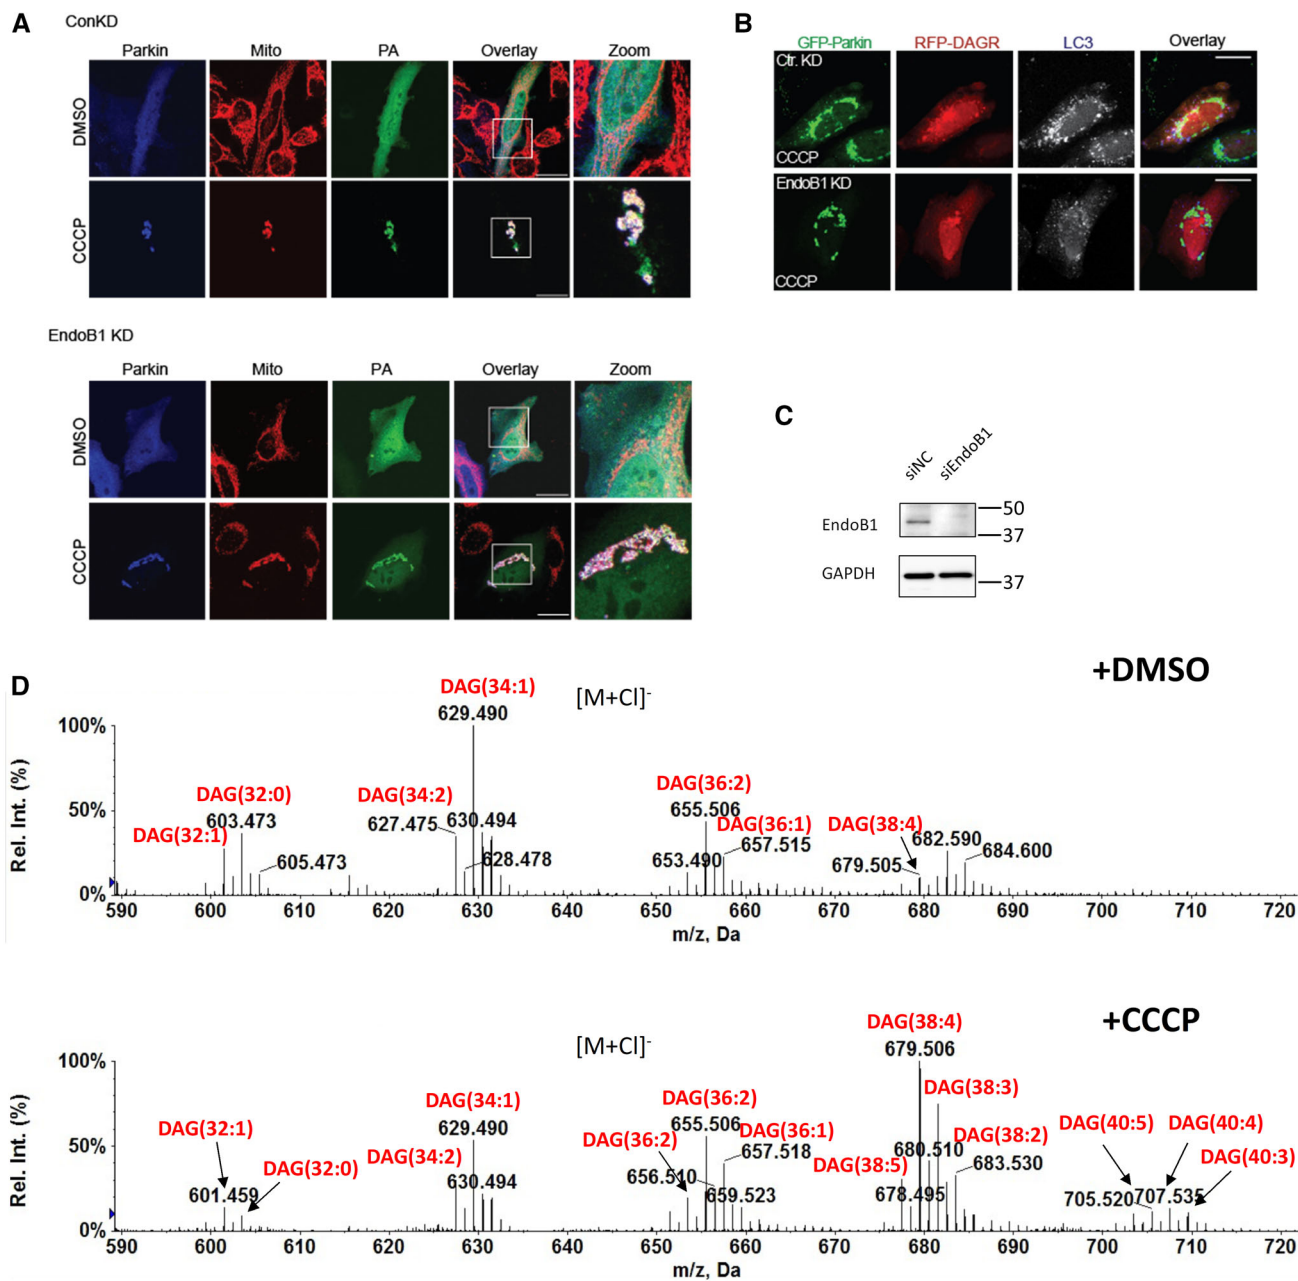 A
ConKD
Parkin Mito PA Overlay Zoom
DMSO
CCCP
EndoB1 KD
Parkin Mito PA Overlay Zoom
DMSO
CCCP
B
GFP-Parkin RFP-DAGR LC3 Overlay
Ctr. KD
CCCP
EndoB1 KD
CCCP
C
siNC siEndoB1
EndoB1
50
37
GAPDH
37
D
+DMSO
[M+Cl]-
DAG(34:1)
629.490
DAG(32:0)
603.473
DAG(32:1)
605.473
DAG(34:2)
627.475
630.494
628.478
DAG(36:2)
655.506
DAG(36:1)
657.515
653.490
DAG(38:4)
679.505
682.590
684.600
Rel. Int. (%)
100%
50%
0%
590 600 610 620 630 640 650 660 670 680 690 700 710 720
m/z, Da
+CCCP
[M+Cl]-
DAG(38:4)
679.506
DAG(34:1)
629.490
DAG(32:1)
601.459
DAG(32:0)
DAG(34:2)
630.494
DAG(36:2)
655.506
DAG(36:2)
656.510
DAG(36:1)
657.518
659.523
DAG(38:3)
680.510
DAG(38:5)
678.495
DAG(38:2)
683.530
DAG(40:5)
705.520
DAG(40:4)
707.535
DAG(40:3)
Rel. Int. (%)
100%
50%
0%
590 600 610 620 630 640 650 660 670 680 690 700 710 720
m/z, Da